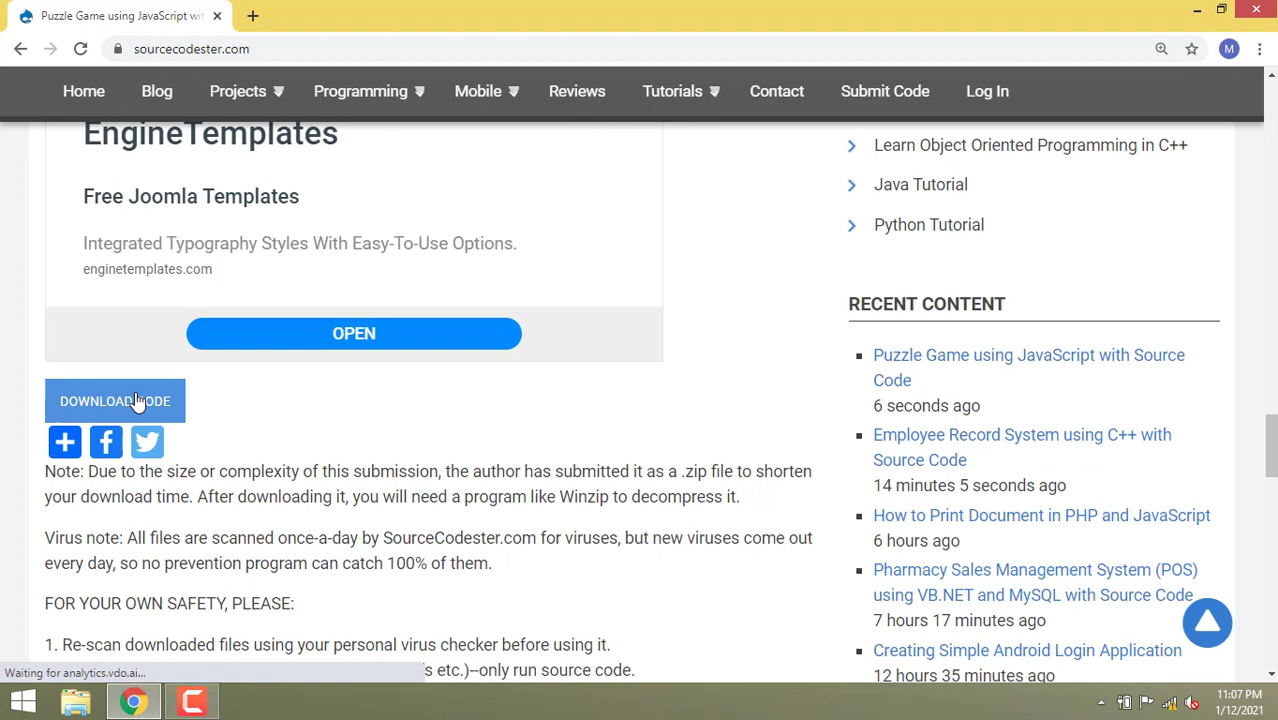 Puzzle Game using JavaScript wit
sourcecodester.com
M
Home Blog Projects Programming Mobile Reviews Tutorials Contact Submit Code Log In
EngineTemplates
Free Joomla Templates
Integrated Typography Styles With Easy-To-Use Options.
enginetemplates.com
OPEN
DOWNLOAD CODE
Note: Due to the size or complexity of this submission, the author has submitted it as a .zip file to shorten
your download time. After downloading it, you will need a program like Winzip to decompress it.
Virus note: All files are scanned once-a-day by SourceCodester.com for viruses, but new viruses come out
every day, so no prevention program can catch 100% of them.
FOR YOUR OWN SAFETY, PLEASE:
1. Re-scan downloaded files using your personal virus checker before using it.
s etc.)--only run source code.
Learn Object Oriented Programming in C++
Java Tutorial
Python Tutorial
RECENT CONTENT
Puzzle Game using JavaScript with Source
Code
6 seconds ago
Employee Record System using C++ with
Source Code
14 minutes 5 seconds ago
How to Print Document in PHP and JavaScript
6 hours ago
Pharmacy Sales Management System (POS)
using VB.NET and MySQL with Source Code
7 hours 17 minutes ago
Creating Simple Android Login Application
12 hours 35 minutes ago
Waiting for analytics.vdo.ai...
11:07 PM
1/12/2021